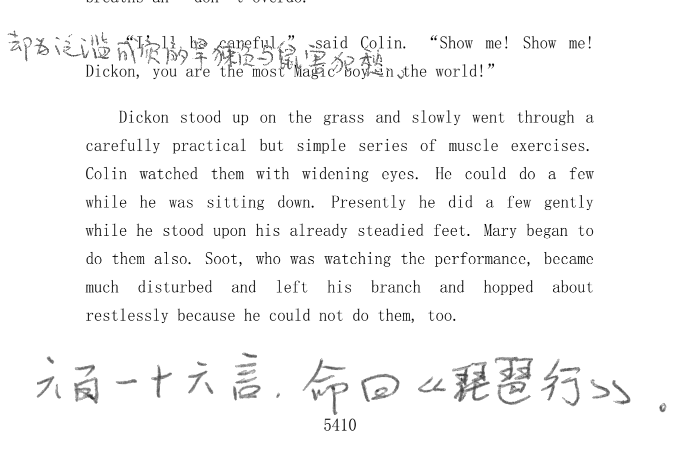 don't overdo.
“I'll be careful,” said Colin. “Show me! Show me!
却为泛滥成灾的旱獭与鼠害犯愁、
Dickon, you are the most Magic boy in the world!”
Dickon stood up on the grass and slowly went through a
carefully practical but simple series of muscle exercises.
Colin watched them with widening eyes. He could do a few
while he was sitting down. Presently he did a few gently
while he stood upon his already steadied feet. Mary began to
do them also. Soot, who was watching the performance, became
much disturbed and left his branch and hopped about
restlessly because he could not do them, too.
六百一十六言,命曰《琵琶行》。
5410